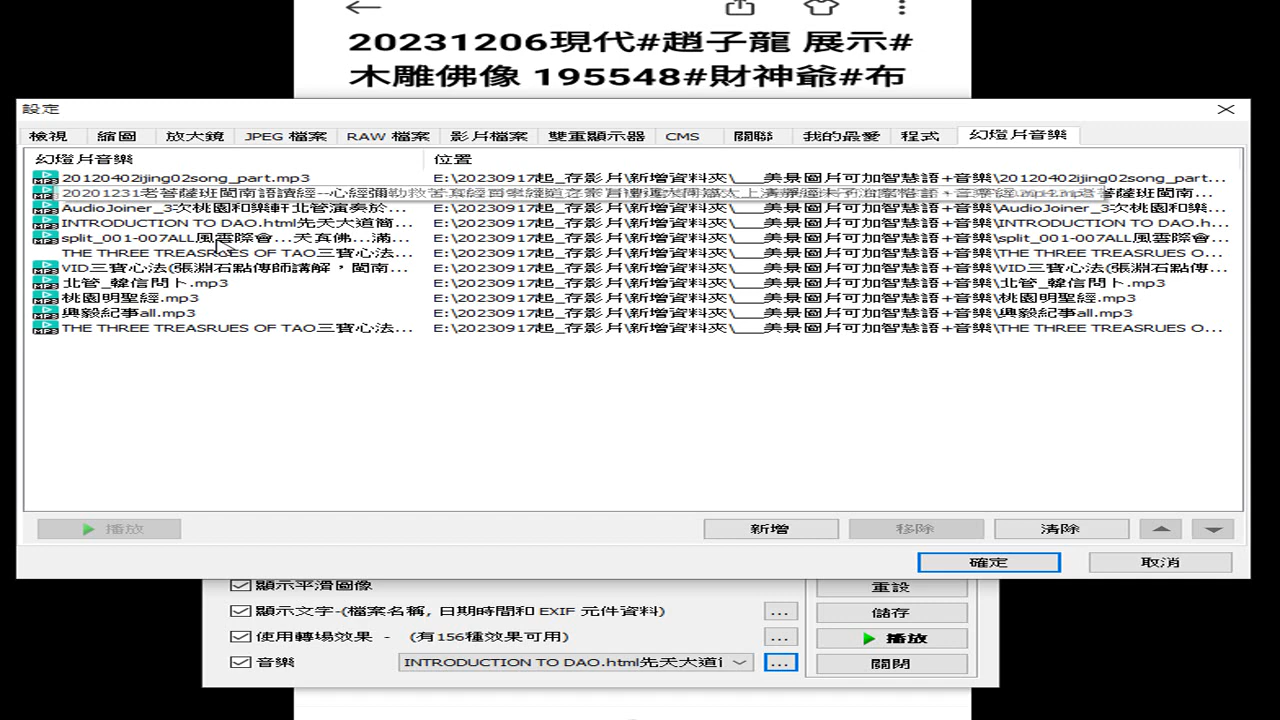 20231206現代#趙子龍 展示#
木雕佛像 195548#財神爺#布
設定
檢視 縮圖 放大鏡 JPEG 檔案 RAW 檔案 影片檔案 雙重顯示器 CMS 關聯 我的最愛 程式 幻燈片音樂
幻燈片音樂 位置
20120402ijing02song_part.mp3 E:\20230917起_存影片\新增資料夾\___美景圖片可加智慧語+音樂\20120402ijing02song_part...
20201231老菩薩班閩南語讀經--心經彌勒救苦真經
AudioJoiner_3次桃園和樂軒北管演奏於... E:\20230917起_存影片\新增資料夾\___美景圖片可加智慧語+音樂\AudioJoiner_3次桃園和樂...
INTRODUCTION TO DAO.html先天大道簡... E:\20230917起_存影片\新增資料夾\___美景圖片可加智慧語+音樂\INTRODUCTION TO DAO.h...
split_001-007ALL風雲際會...天真佛...滿... E:\20230917起_存影片\新增資料夾\___美景圖片可加智慧語+音樂\split_001-007ALL風雲際會...
THE THREE TEASRUES OF TAO三寶心法... E:\20230917起_存影片\新增資料夾\___美景圖片可加智慧語+音樂\THE THREE TEASRUES O...
VID三寶心法(張淵石點傳師講解，閩南... E:\20230917起_存影片\新增資料夾\___美景圖片可加智慧語+音樂\VID三寶心法(張淵石點傳...
北管_韓信問卜.mp3 E:\20230917起_存影片\新增資料夾\___美景圖片可加智慧語+音樂\北管_韓信問卜.mp3
桃園明聖經.mp3 E:\20230917起_存影片\新增資料夾\___美景圖片可加智慧語+音樂\桃園明聖經.mp3
興毅紀事all.mp3 E:\20230917起_存影片\新增資料夾\___美景圖片可加智慧語+音樂\興毅紀事all.mp3
THE THREE TREASRUES OF TAO三寶心法... E:\20230917起_存影片\新增資料夾\___美景圖片可加智慧語+音樂\THE THREE TREASRUES O...
播放 新增 移除 清除
確定 取消
顯示平滑圖像 重設
顯示文字-(檔案名稱, 日期時間和 EXIF 元件資料) ... 儲存
使用轉場效果 - (有156種效果可用) ... 播放
音樂 INTRODUCTION TO DAO.html先天大道 ... 關閉